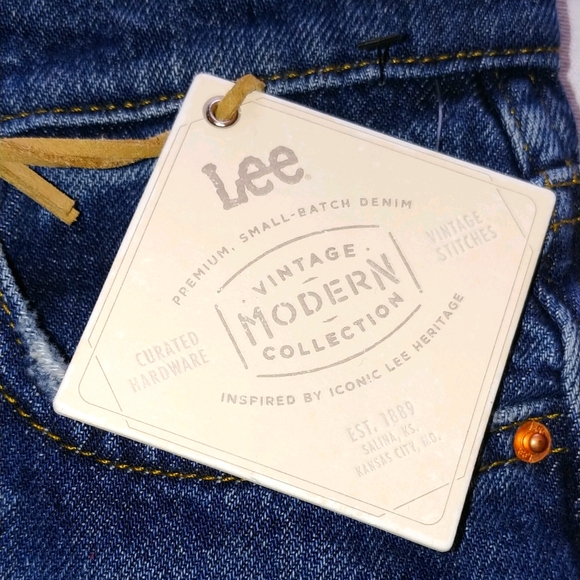 Lee®
PREMIUM, SMALL-BATCH DENIM
VINTAGE
STITCHES
VINTAGE
MODERN
COLLECTION
CURATED
HARDWARE
INSPIRED BY ICONIC LEE HERITAGE
EST. 1889
SALINA, KS.
KANSAS CITY, MO.